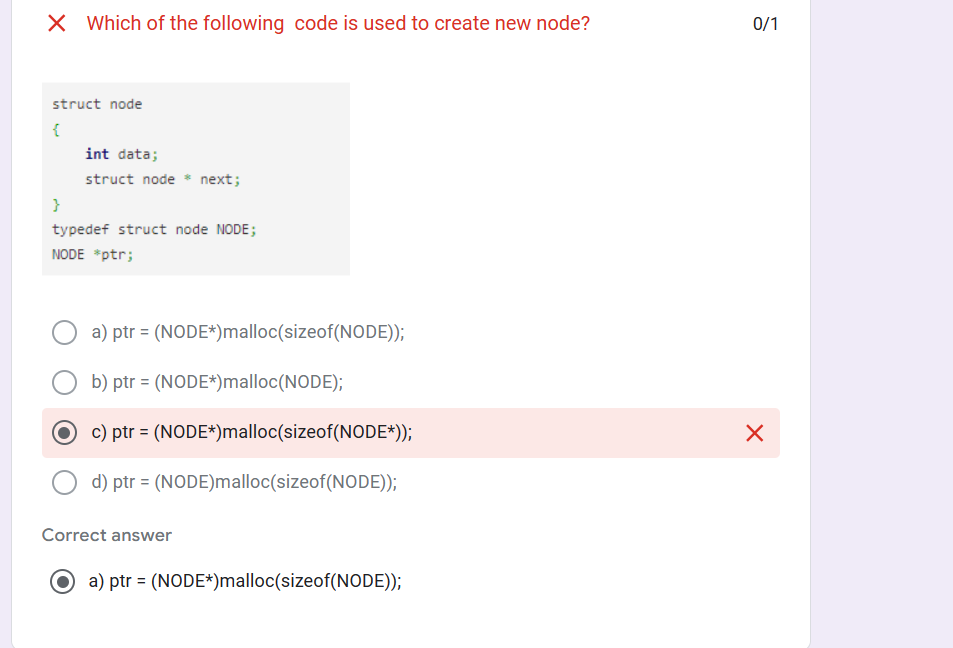 Which of the following  code is used to create new node?
0/1
struct node
{
    int data;
    struct node * next;
}
typedef struct node NODE;
NODE *ptr;
a) ptr = (NODE*)malloc(sizeof(NODE));
b) ptr = (NODE*)malloc(NODE);
c) ptr = (NODE*)malloc(sizeof(NODE*));
d) ptr = (NODE)malloc(sizeof(NODE));
Correct answer
a) ptr = (NODE*)malloc(sizeof(NODE));